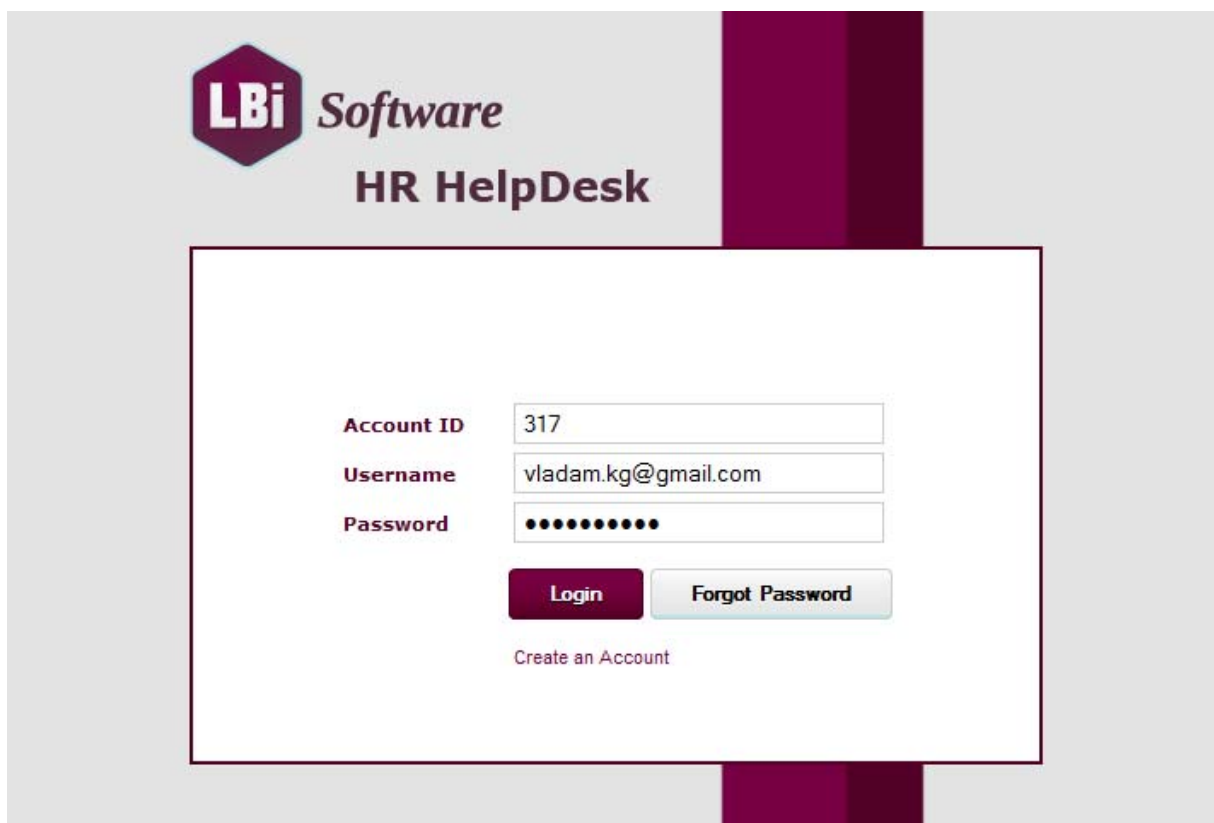 LBi Software
HR HelpDesk
Account ID 317
Username vladam.kg@gmail.com
Password ••••••••••
Login Forgot Password
Create an Account